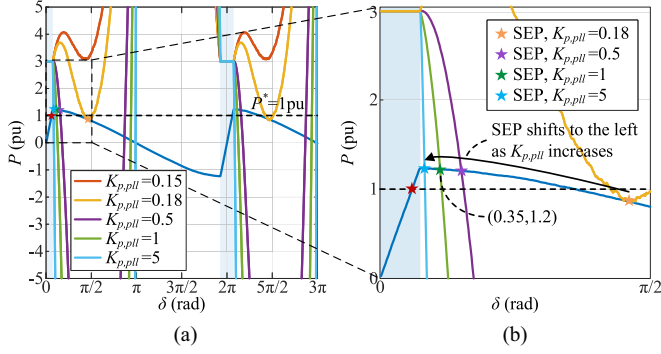 (a)
P (pu)
5
4
3
2
1
0
-1
-2
-3
-4
-5
P*=1pu
K_{p,pll}=0.15
K_{p,pll}=0.18
K_{p,pll}=0.5
K_{p,pll}=1
K_{p,pll}=5
0
π/2
π
3π/2
2π
5π/2
3π
δ (rad)
(a)
(b)
P (pu)
3
2
1
0
SEP, K_{p,pll}=0.18
SEP, K_{p,pll}=0.5
SEP, K_{p,pll}=1
SEP, K_{p,pll}=5
SEP shifts to the left
as K_{p,pll} increases
(0.35,1.2)
0
π/2
δ (rad)
(b)